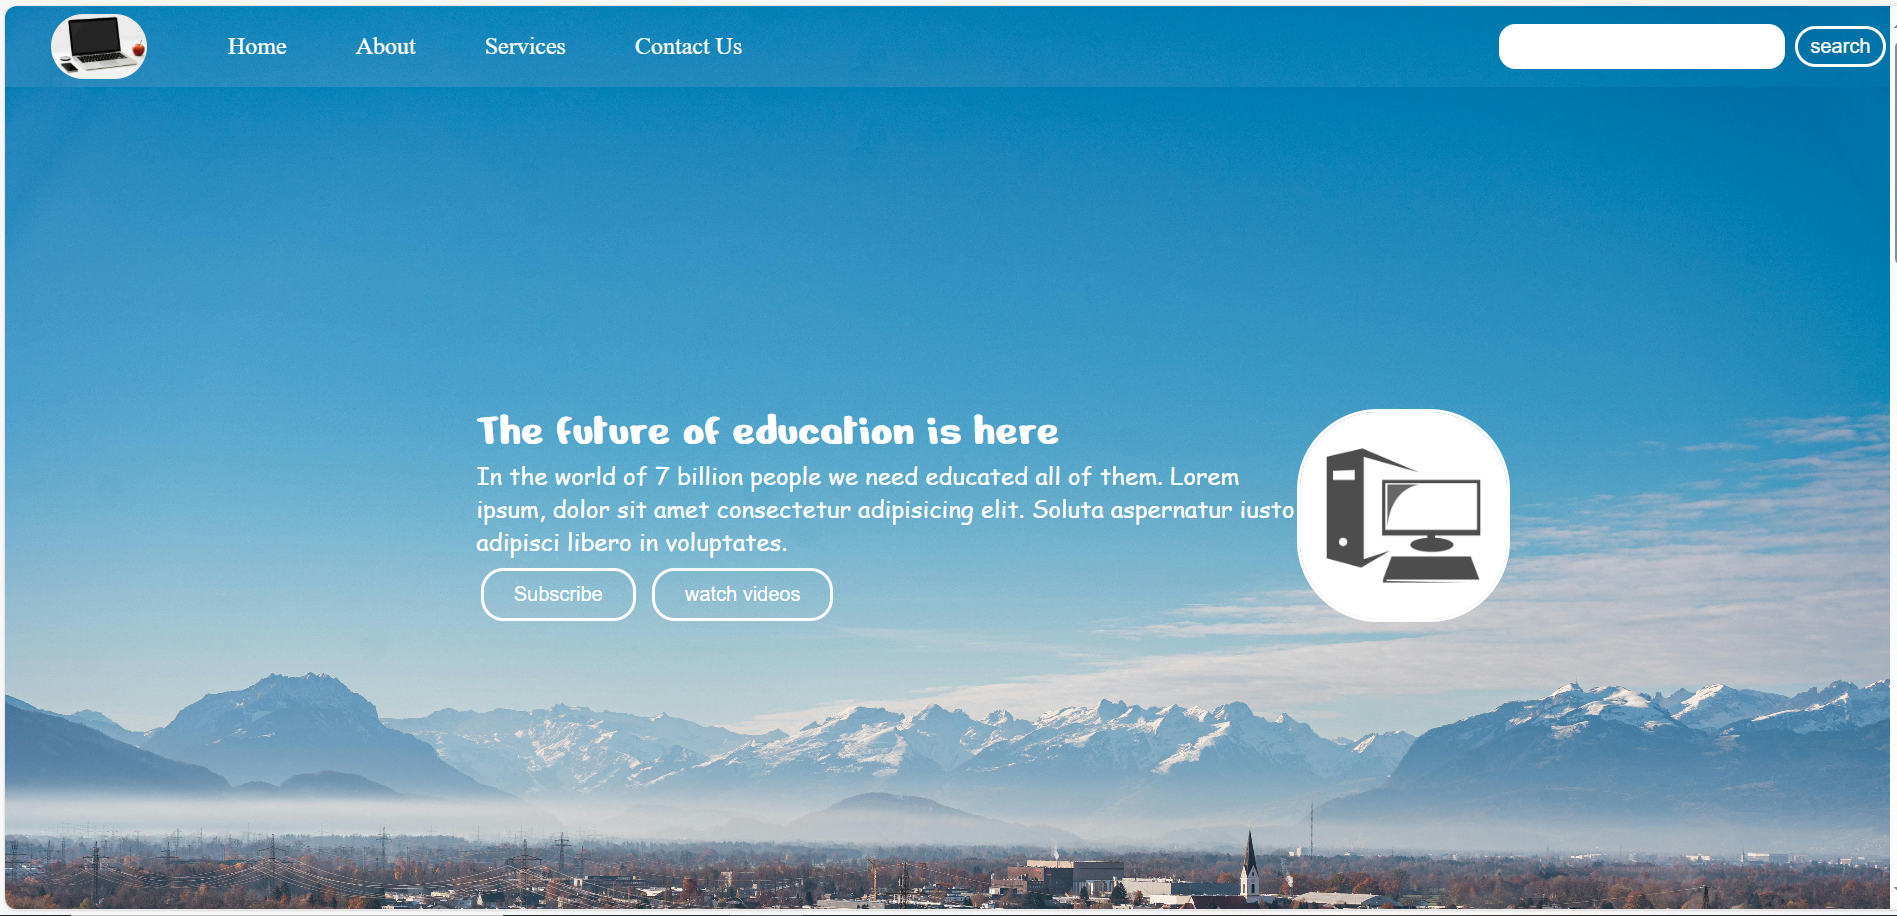 Home About Services Contact Us search
The future of education is here
In the world of 7 billion people we need educated all of them. Lorem
ipsum, dolor sit amet consectetur adipisicing elit. Soluta aspernatur iusto
adipisci libero in voluptates.
Subscribe watch videos